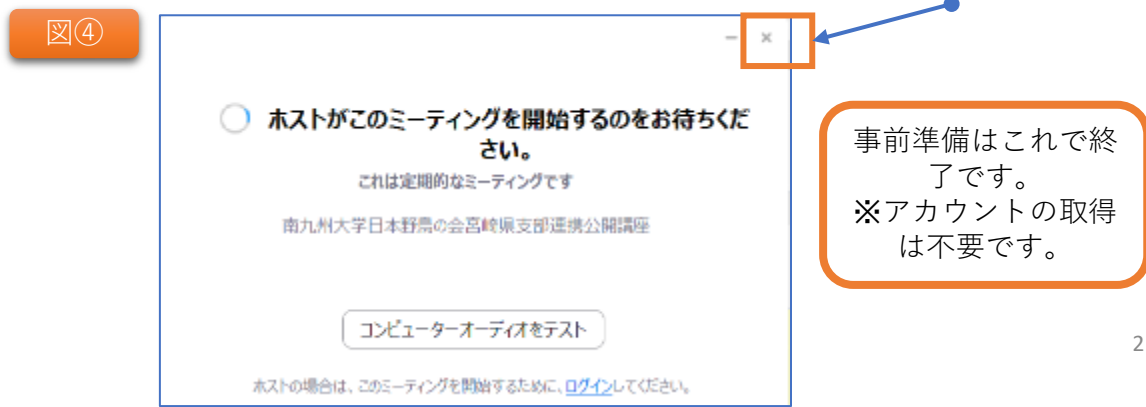 図④
ホストがこのミーティングを開始するのをお待ちくだ
さい。
これは定期的なミーティングです
南九州大学日本野鳥の会宮崎県支部連携公開講座
コンピューターオーディオをテスト
ホストの場合は、このミーティングを開始するために、ログインしてください。
事前準備はこれで終
了です。
※アカウントの取得
は不要です。
2